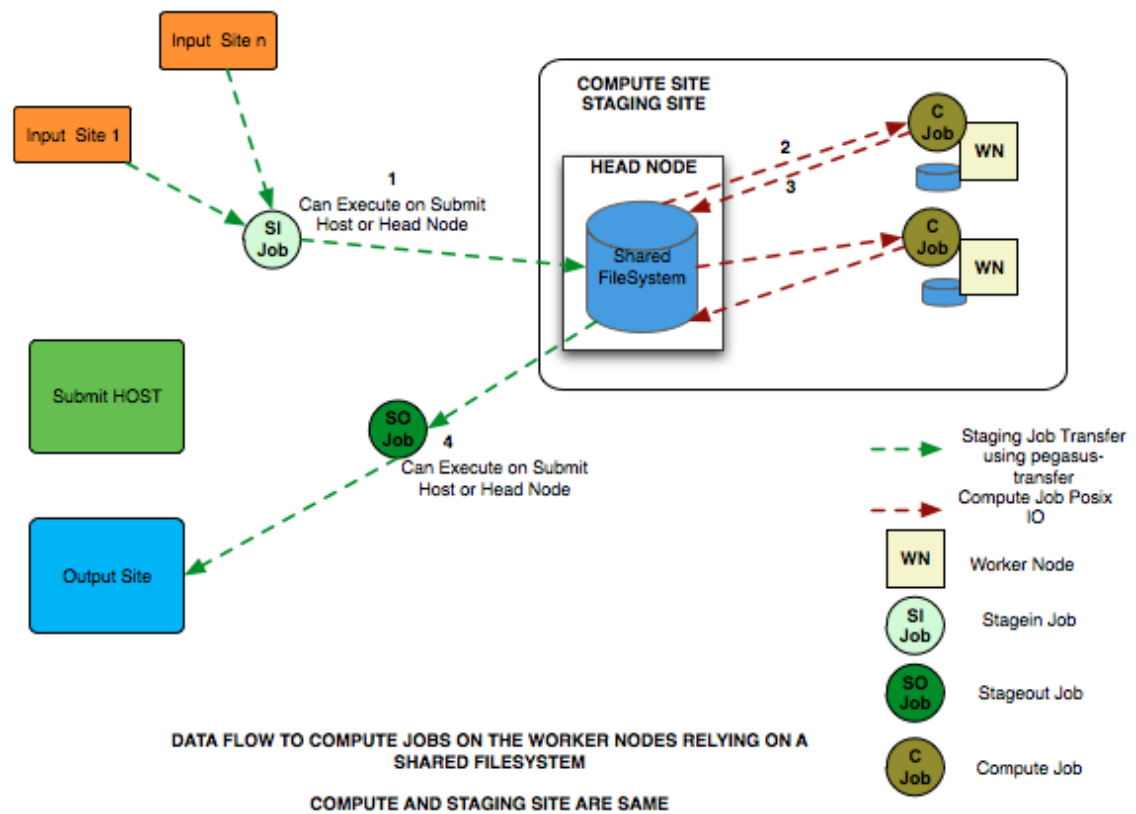 Input  Site n
Input  Site 1
COMPUTE SITE
STAGING SITE
1
Can Execute on Submit
Host or Head Node
SI
Job
HEAD NODE
Shared
FileSystem
2
3
C
Job
WN
C
Job
WN
Submit HOST
SO
Job
4
Can Execute on Submit
Host or Head Node
Output Site
Staging Job Transfer
using pegasus-
transfer
Compute Job Posix
IO
WN
Worker Node
SI
Job
Stagein Job
SO
Job
Stageout Job
C
Job
Compute Job
DATA FLOW TO COMPUTE JOBS ON THE WORKER NODES RELYING ON A
SHARED FILESYSTEM
COMPUTE AND STAGING SITE ARE SAME